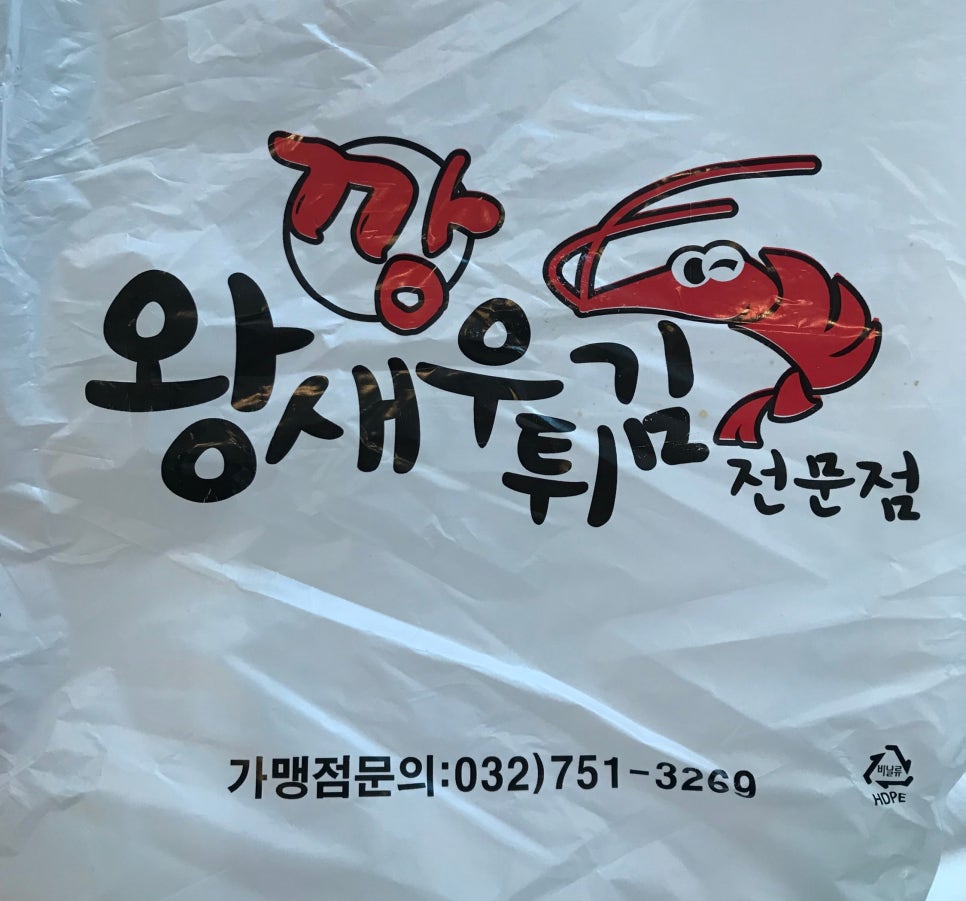 깡
왕새우
튀김
전문점
가맹점문의:032)751-3269
비닐류
HDPE